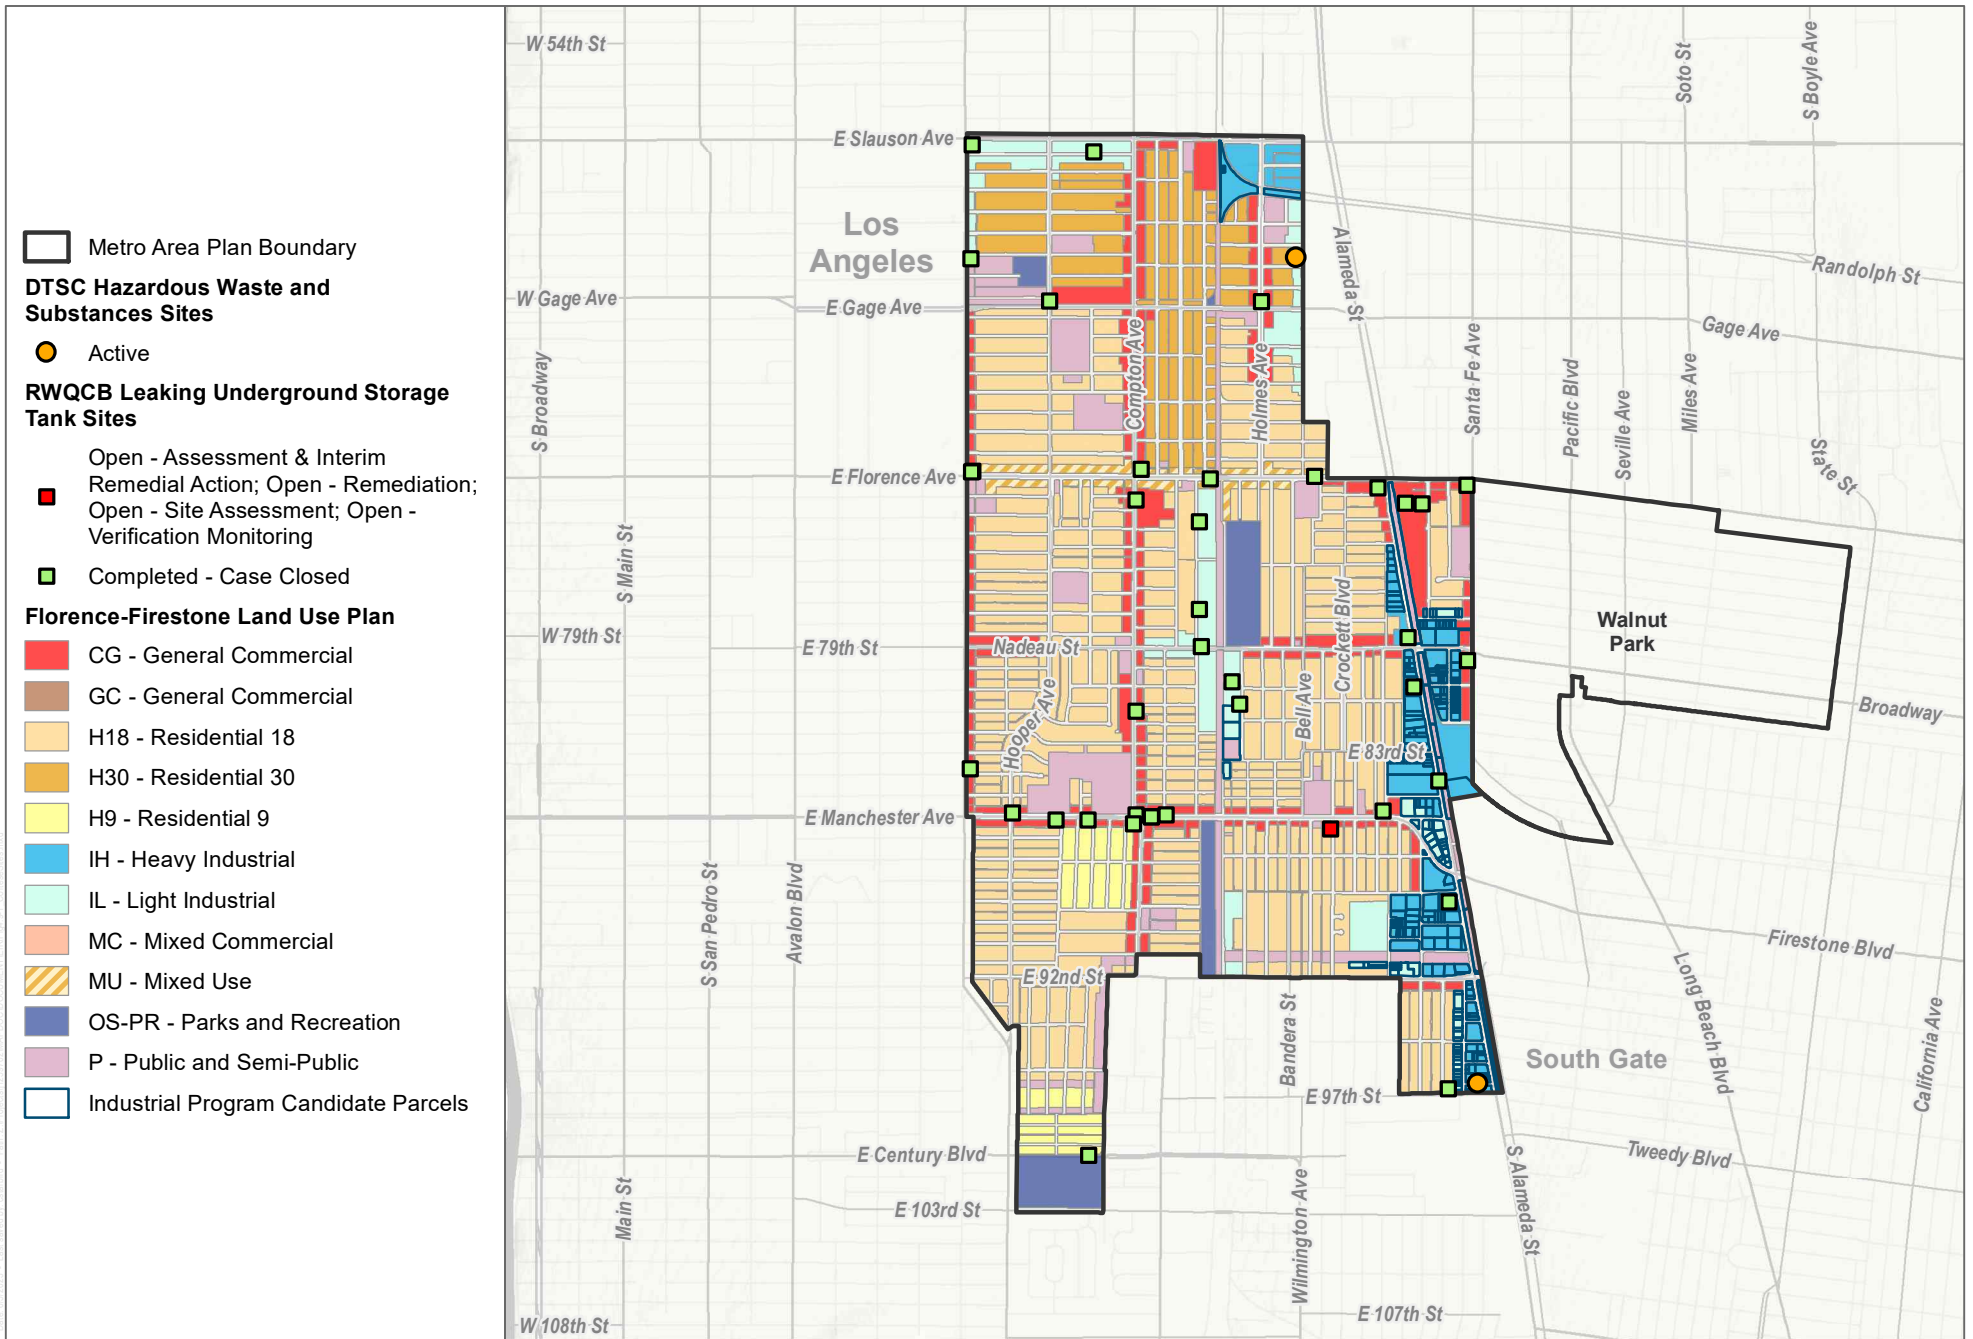 Metro Area Plan Boundary
DTSC Hazardous Waste and
Substances Sites
Active
RWQCB Leaking Underground Storage
Tank Sites
Open - Assessment & Interim
Remedial Action; Open - Remediation;
Open - Site Assessment; Open -
Verification Monitoring
Completed - Case Closed
Florence-Firestone Land Use Plan
CG - General Commercial
GC - General Commercial
H18 - Residential 18
H30 - Residential 30
H9 - Residential 9
IH - Heavy Industrial
IL - Light Industrial
MC - Mixed Commercial
MU - Mixed Use
OS-PR - Parks and Recreation
P - Public and Semi-Public
Industrial Program Candidate Parcels
W 54th St
Soto St
S Boyle Ave
E Slauson Ave
Los
Angeles
Alameda St
Randolph St
W Gage Ave
E Gage Ave
Gage Ave
S Broadway
Compton Ave
Holmes Ave
Santa Fe Ave
Pacific Blvd
Seville Ave
Miles Ave
State St
E Florence Ave
S Main St
W 79th St
E 79th St
Nadeau St
Crockett Blvd
Walnut
Park
Hooper Ave
Bell Ave
E 83rd St
Broadway
E Manchester Ave
S San Pedro St
Avalon Blvd
Firestone Blvd
E 92nd St
Bandera St
Long Beach Blvd
California Ave
South Gate
E 97th St
E Century Blvd
S Alameda St
Tweedy Blvd
Main St
E 103rd St
Wilmington Ave
E 107th St
W 108th St